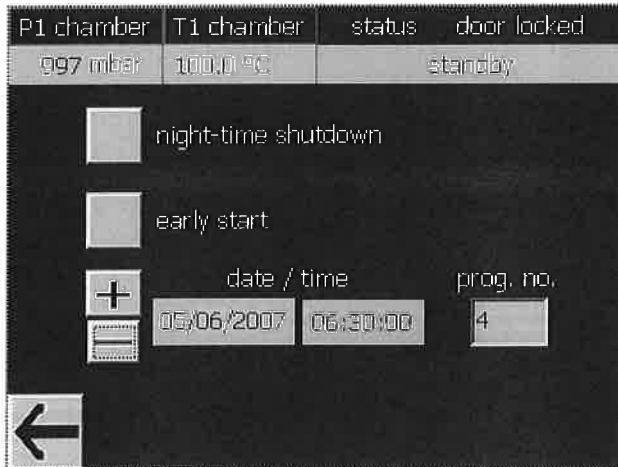 P1 chamber T1 chamber status door locked
997 mbar 100.0 °C standby
night-time shutdown
early start
date / time prog. no.
+ 05/06/2007 06:30:00 4
-